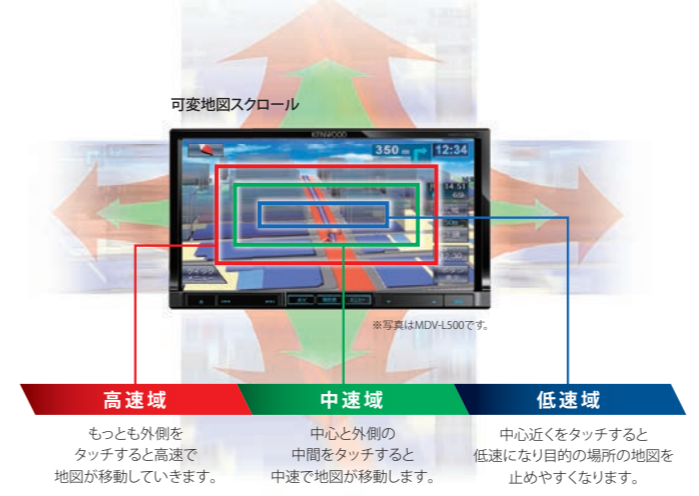 可変地図スクロール
KENWOOD
350m
12:34
14:51
※写真はMDV-L500です。
高速域
中速域
低速域
もっとも外側を
タッチすると高速で
地図が移動していきます。
中心と外側の
中間をタッチすると
中速で地図が移動します。
中心近くをタッチすると
低速になり目的の場所の地図を
止めやすくなります。